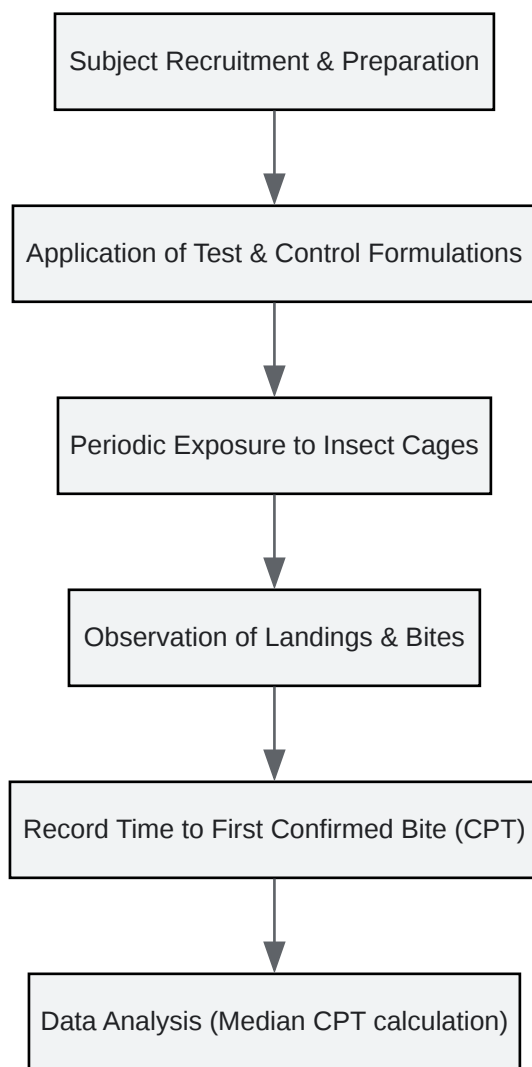 Subject Recruitment & Preparation
Application of Test & Control Formulations
Periodic Exposure to Insect Cages
Observation of Landings & Bites
Record Time to First Confirmed Bite (CPT)
Data Analysis (Median CPT calculation)